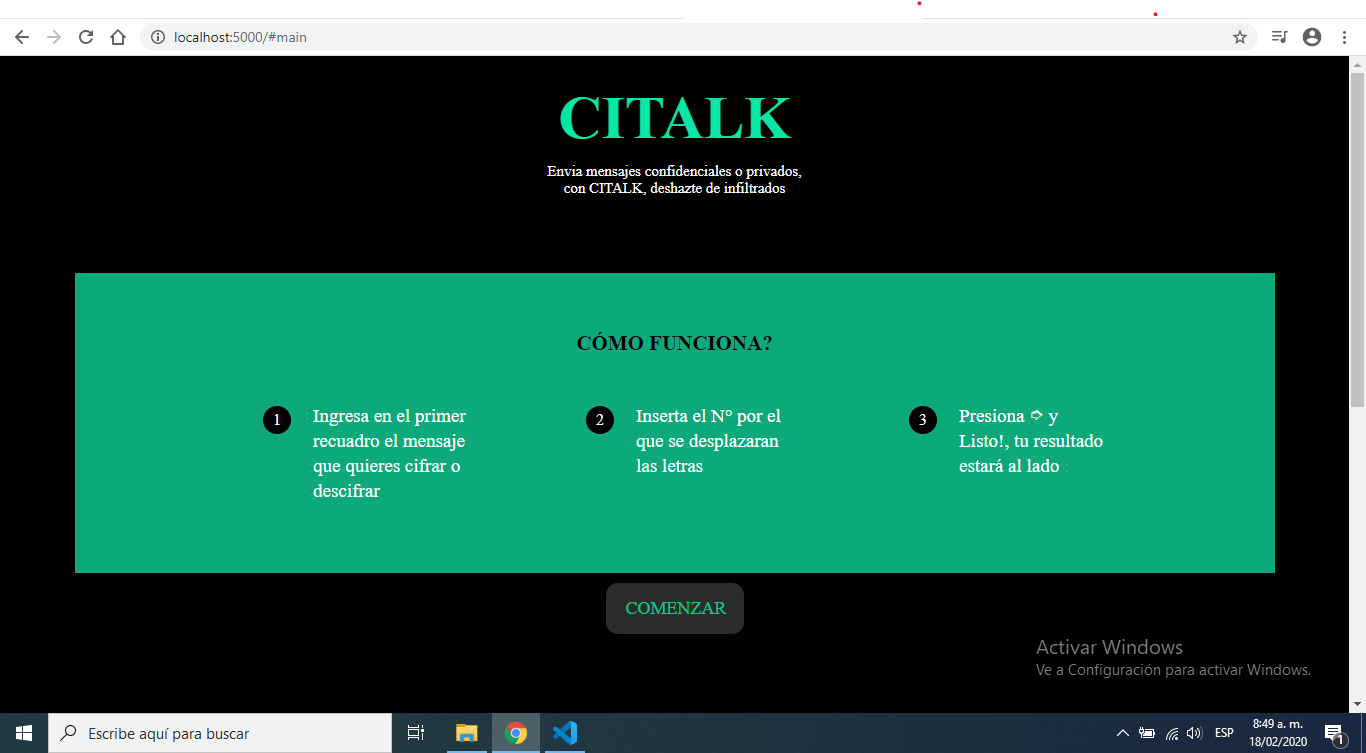 localhost:5000/#main
CITALK
Envia mensajes confidenciales o privados,
con CITALK, deshazte de infiltrados
CÓMO FUNCIONA?
1
Ingresa en el primer
recuadro el mensaje
que quieres cifrar o
descifrar
2
Inserta el N° por el
que se desplazaran
las letras
3
Presiona ➪ y
Listo!, tu resultado
estará al lado
COMENZAR
Activar Windows
Ve a Configuración para activar Windows.
Escribe aquí para buscar
ESP
8:49 a. m.
18/02/2020
1